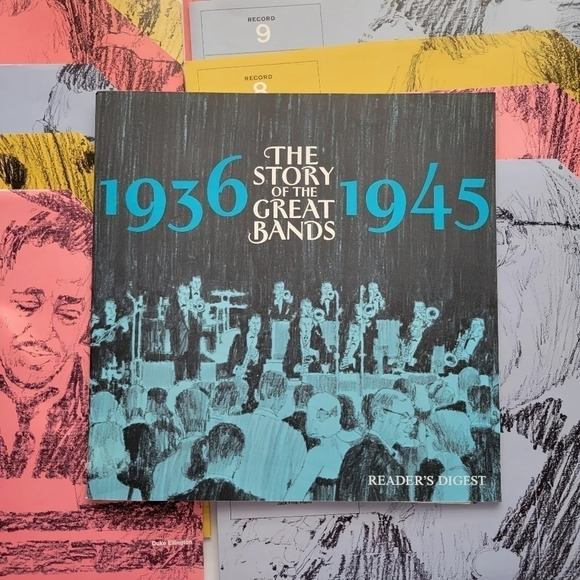 RECORD
9
RECORD
8
1936
THE
STORY
OF THE
GREAT
BANDS
1945
READER'S DIGEST
Duke Ellington